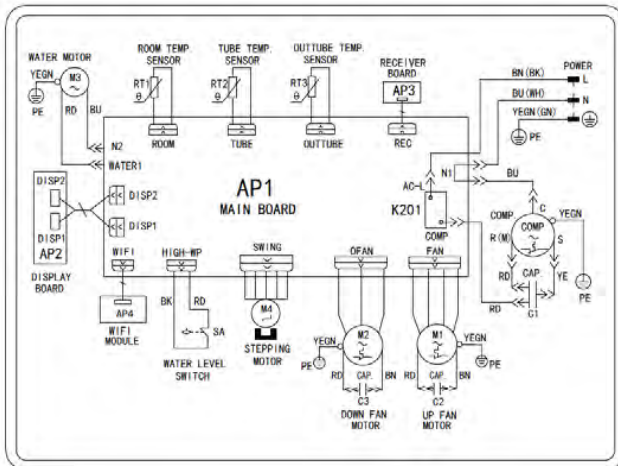 ROOM TEMP.
SENSOR
TUBE TEMP.
SENSOR
OUTTUBE TEMP.
SENSOR
RECEIVER
BOARD
POWER
WATER MOTOR
M3
YEGN
PE
RD
BU
RT1
θ
RT2
θ
RT3
θ
AP3
BN(BK)
L
BU(WH)
N
YEGN(GN)
PE
ROOM
TUBE
OUTTUBE
REC
N2
WATER1
N1
BU
AP1
MAIN BOARD
AC-L
K201
COMP
DISP2
DISP1
AP2
DISPLAY
BOARD
DISP2
DISP1
C
YEGN
COMP.
COMP
R(M)
S
RD
CAP.
YE
C1
RD
PE
WIFI
HIGH-WP
SWING
OFAN
FAN
AP4
WIFI
MODULE
BK
RD
SA
WATER LEVEL
SWITCH
M4
STEPPING
MOTOR
YEGN
M2
PE
RD
CAP.
BN
C3
DOWN FAN
MOTOR
M1
YEGN
PE
RD
CAP.
BN
C2
UP FAN
MOTOR